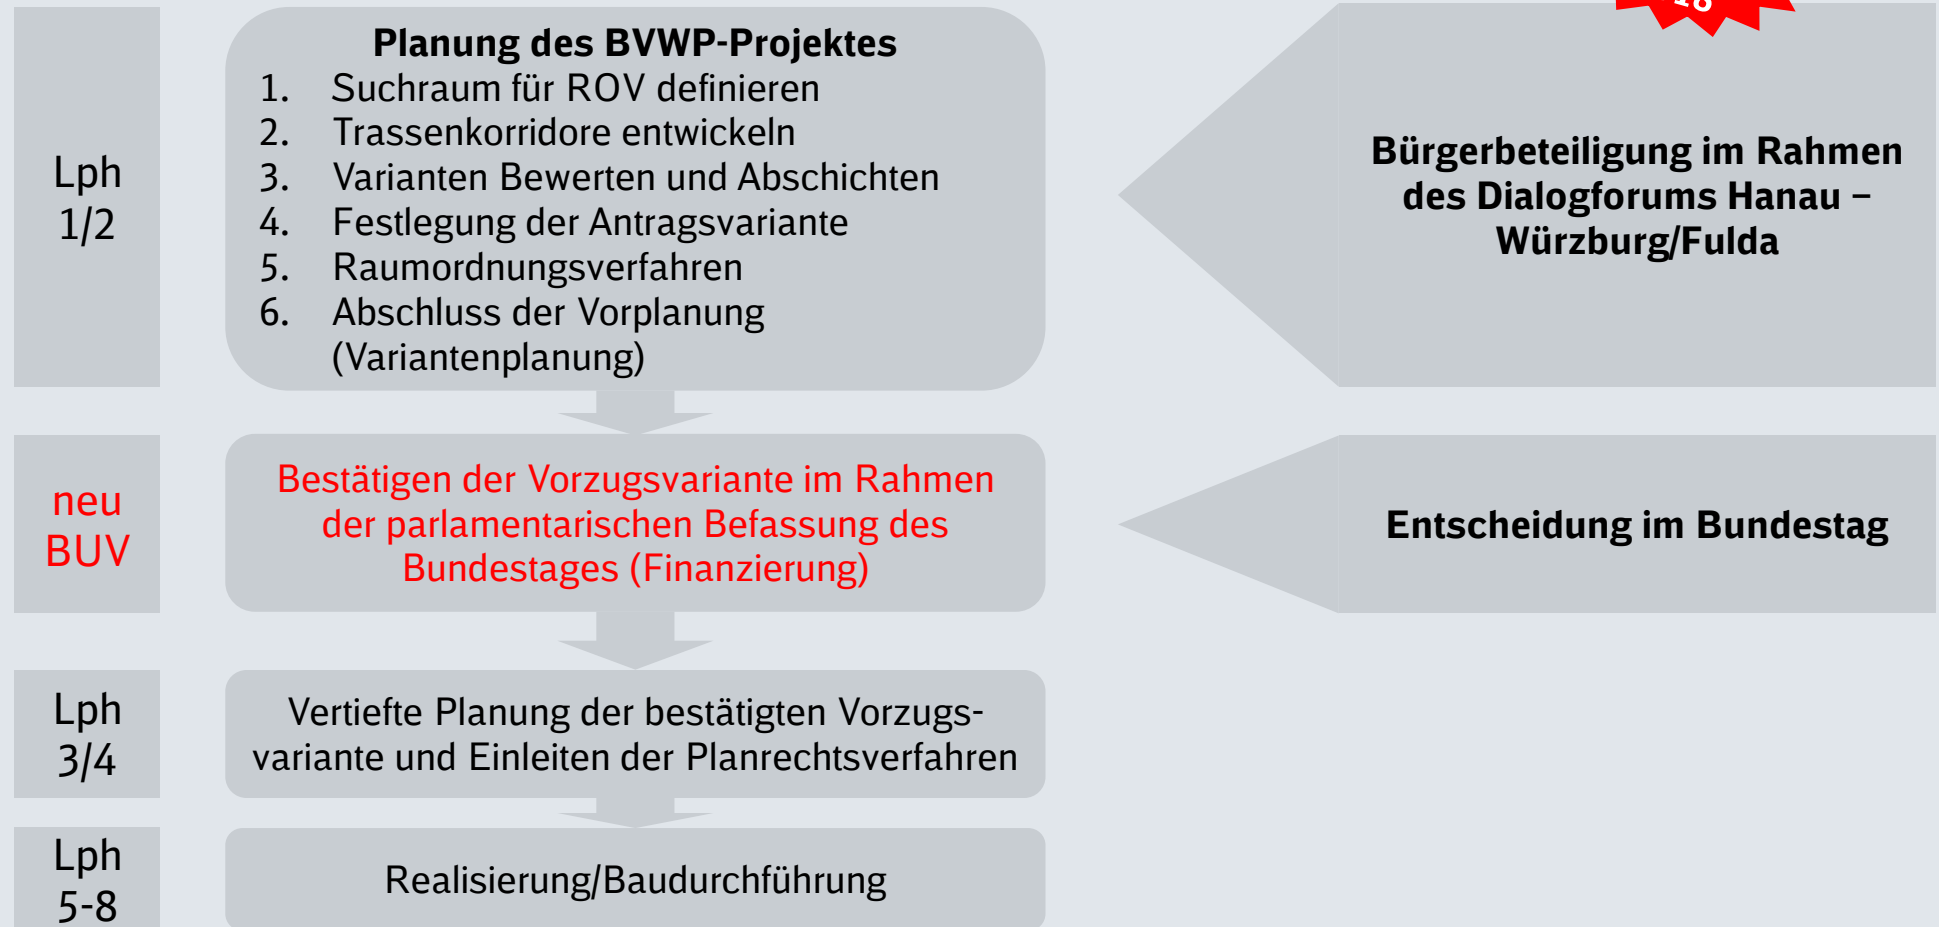 Lph
1/2
Planung des BVWP-Projektes
1. Suchraum für ROV definieren
2. Trassenkorridore entwickeln
3. Varianten Bewerten und Abschichten
4. Festlegung der Antragsvariante
5. Raumordnungsverfahren
6. Abschluss der Vorplanung
(Variantenplanung)
Bürgerbeteiligung im Rahmen
des Dialogforums Hanau –
Würzburg/Fulda
neu
BUV
Bestätigen der Vorzugsvariante im Rahmen
der parlamentarischen Befassung des
Bundestages (Finanzierung)
Entscheidung im Bundestag
Lph
3/4
Vertiefte Planung der bestätigten Vorzugs-
variante und Einleiten der Planrechtsverfahren
Lph
5-8
Realisierung/Baudurchführung